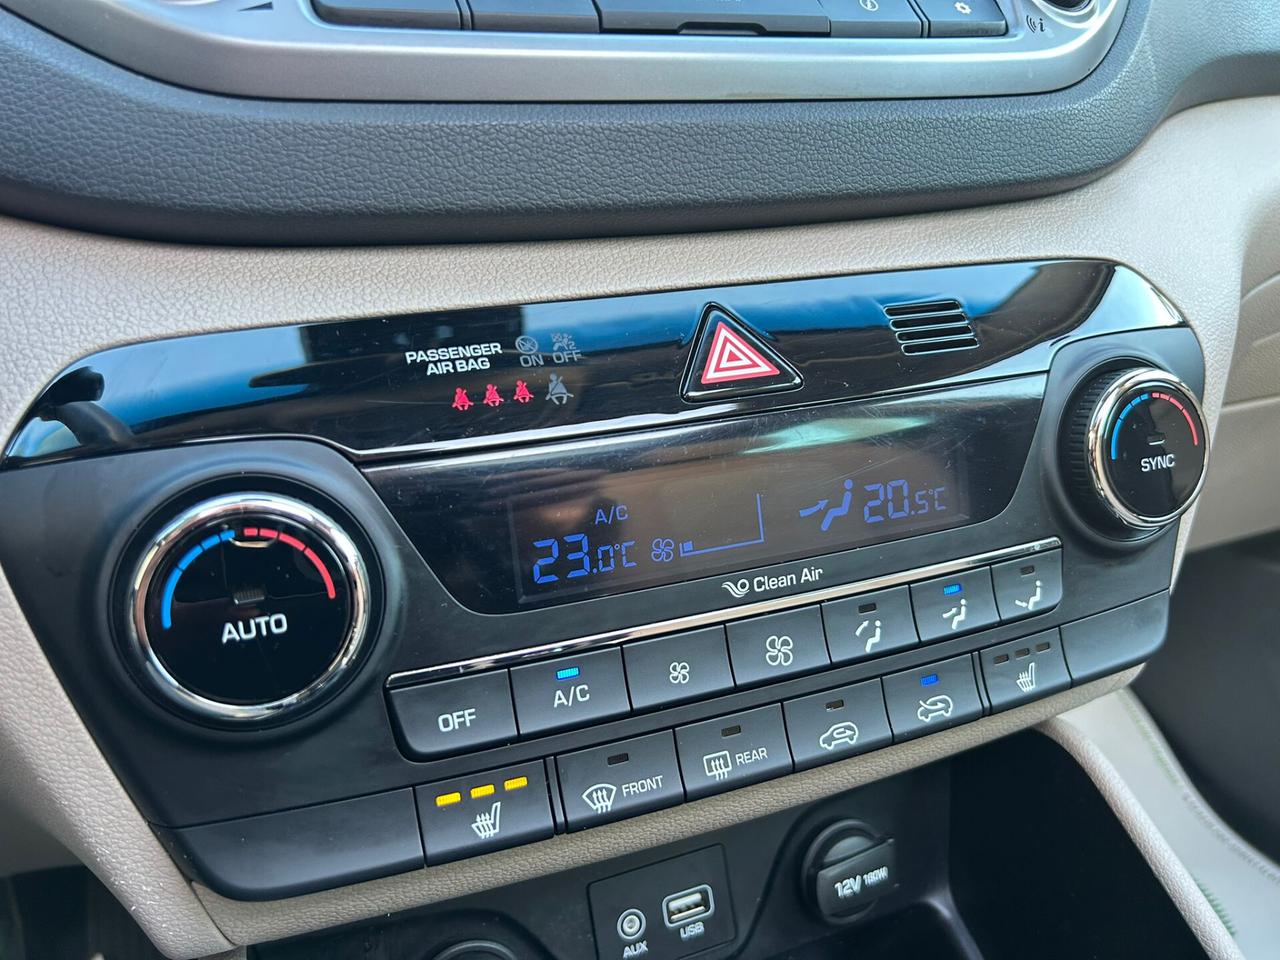 PASSENGER
AIR BAG
ON OFF
2
A/C
23.0°C
20.5°C
Clean Air
AUTO
SYNC
OFF
A/C
FRONT
REAR
AUX
USB
12V 180W